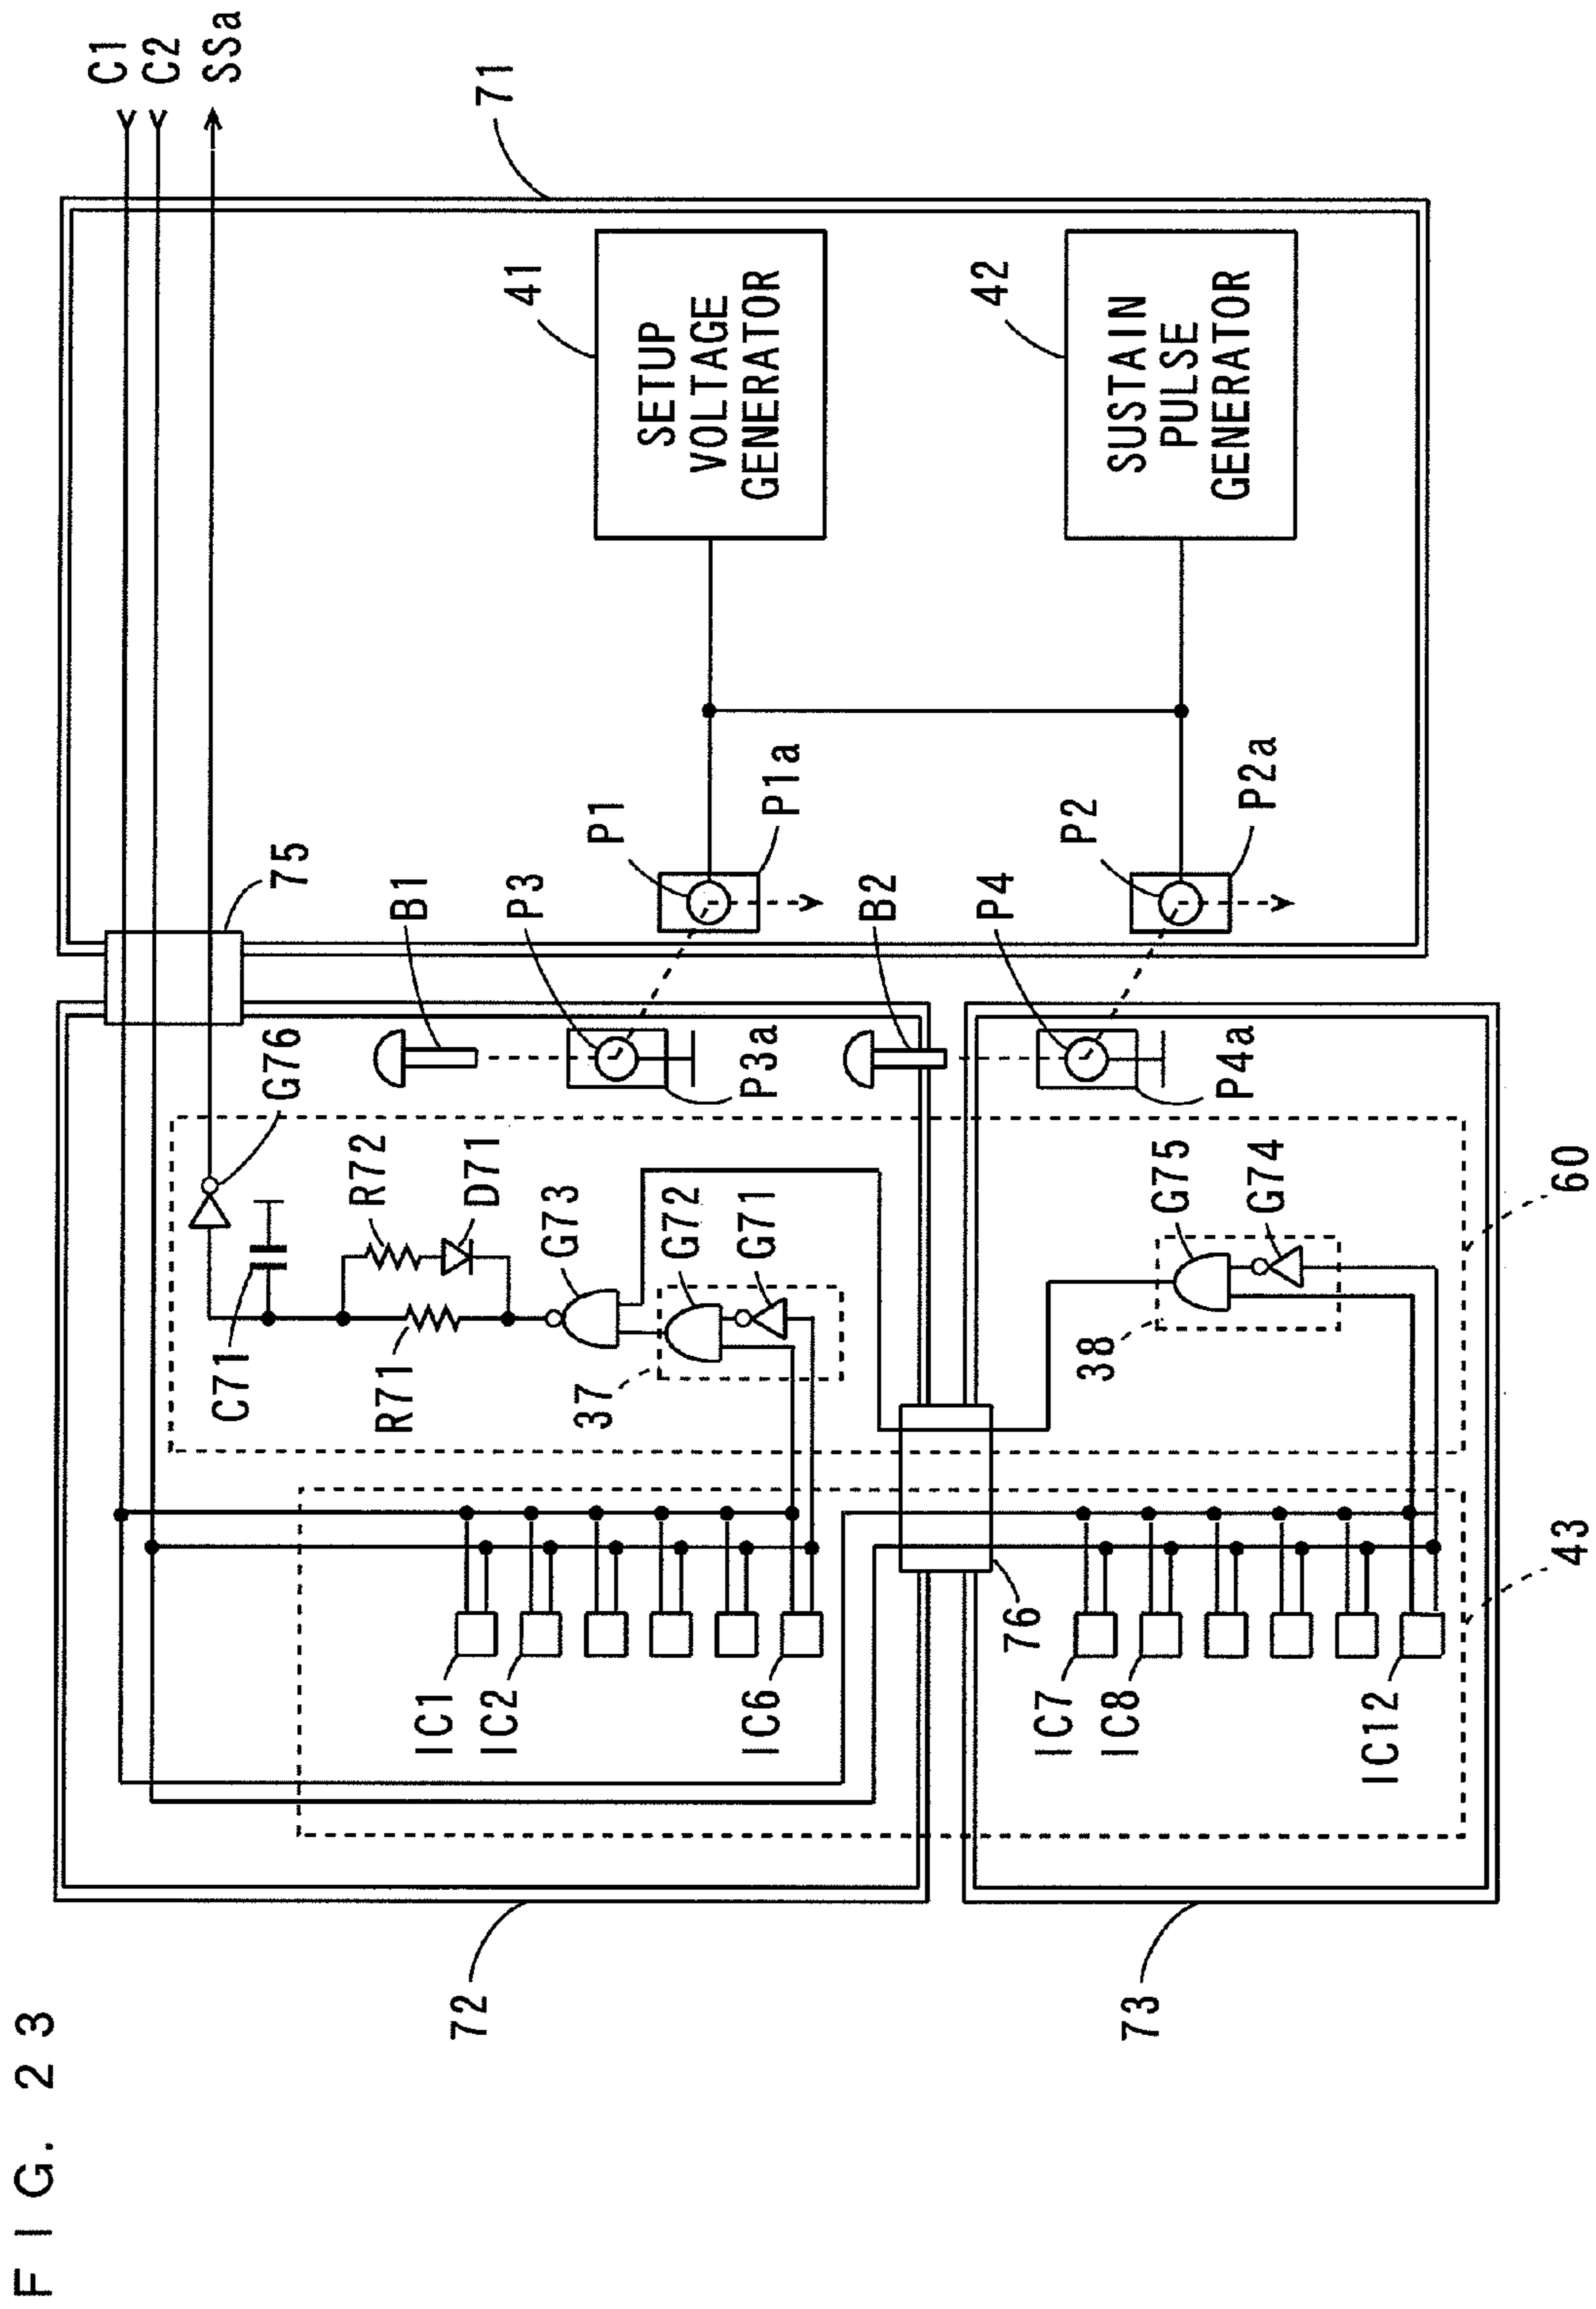 FIG. 23
C1
C2
SSa
71
41
SETUP
VOLTAGE
GENERATOR
42
SUSTAIN
PULSE
GENERATOR
P1
P1a
P2
P2a
75
B1
P3
P3a
B2
P4
P4a
G76
C71
R72
D71
R71
G73
G72
G71
37
G75
G74
38
60
IC1
IC2
IC6
76
IC7
IC8
IC12
43
72
73